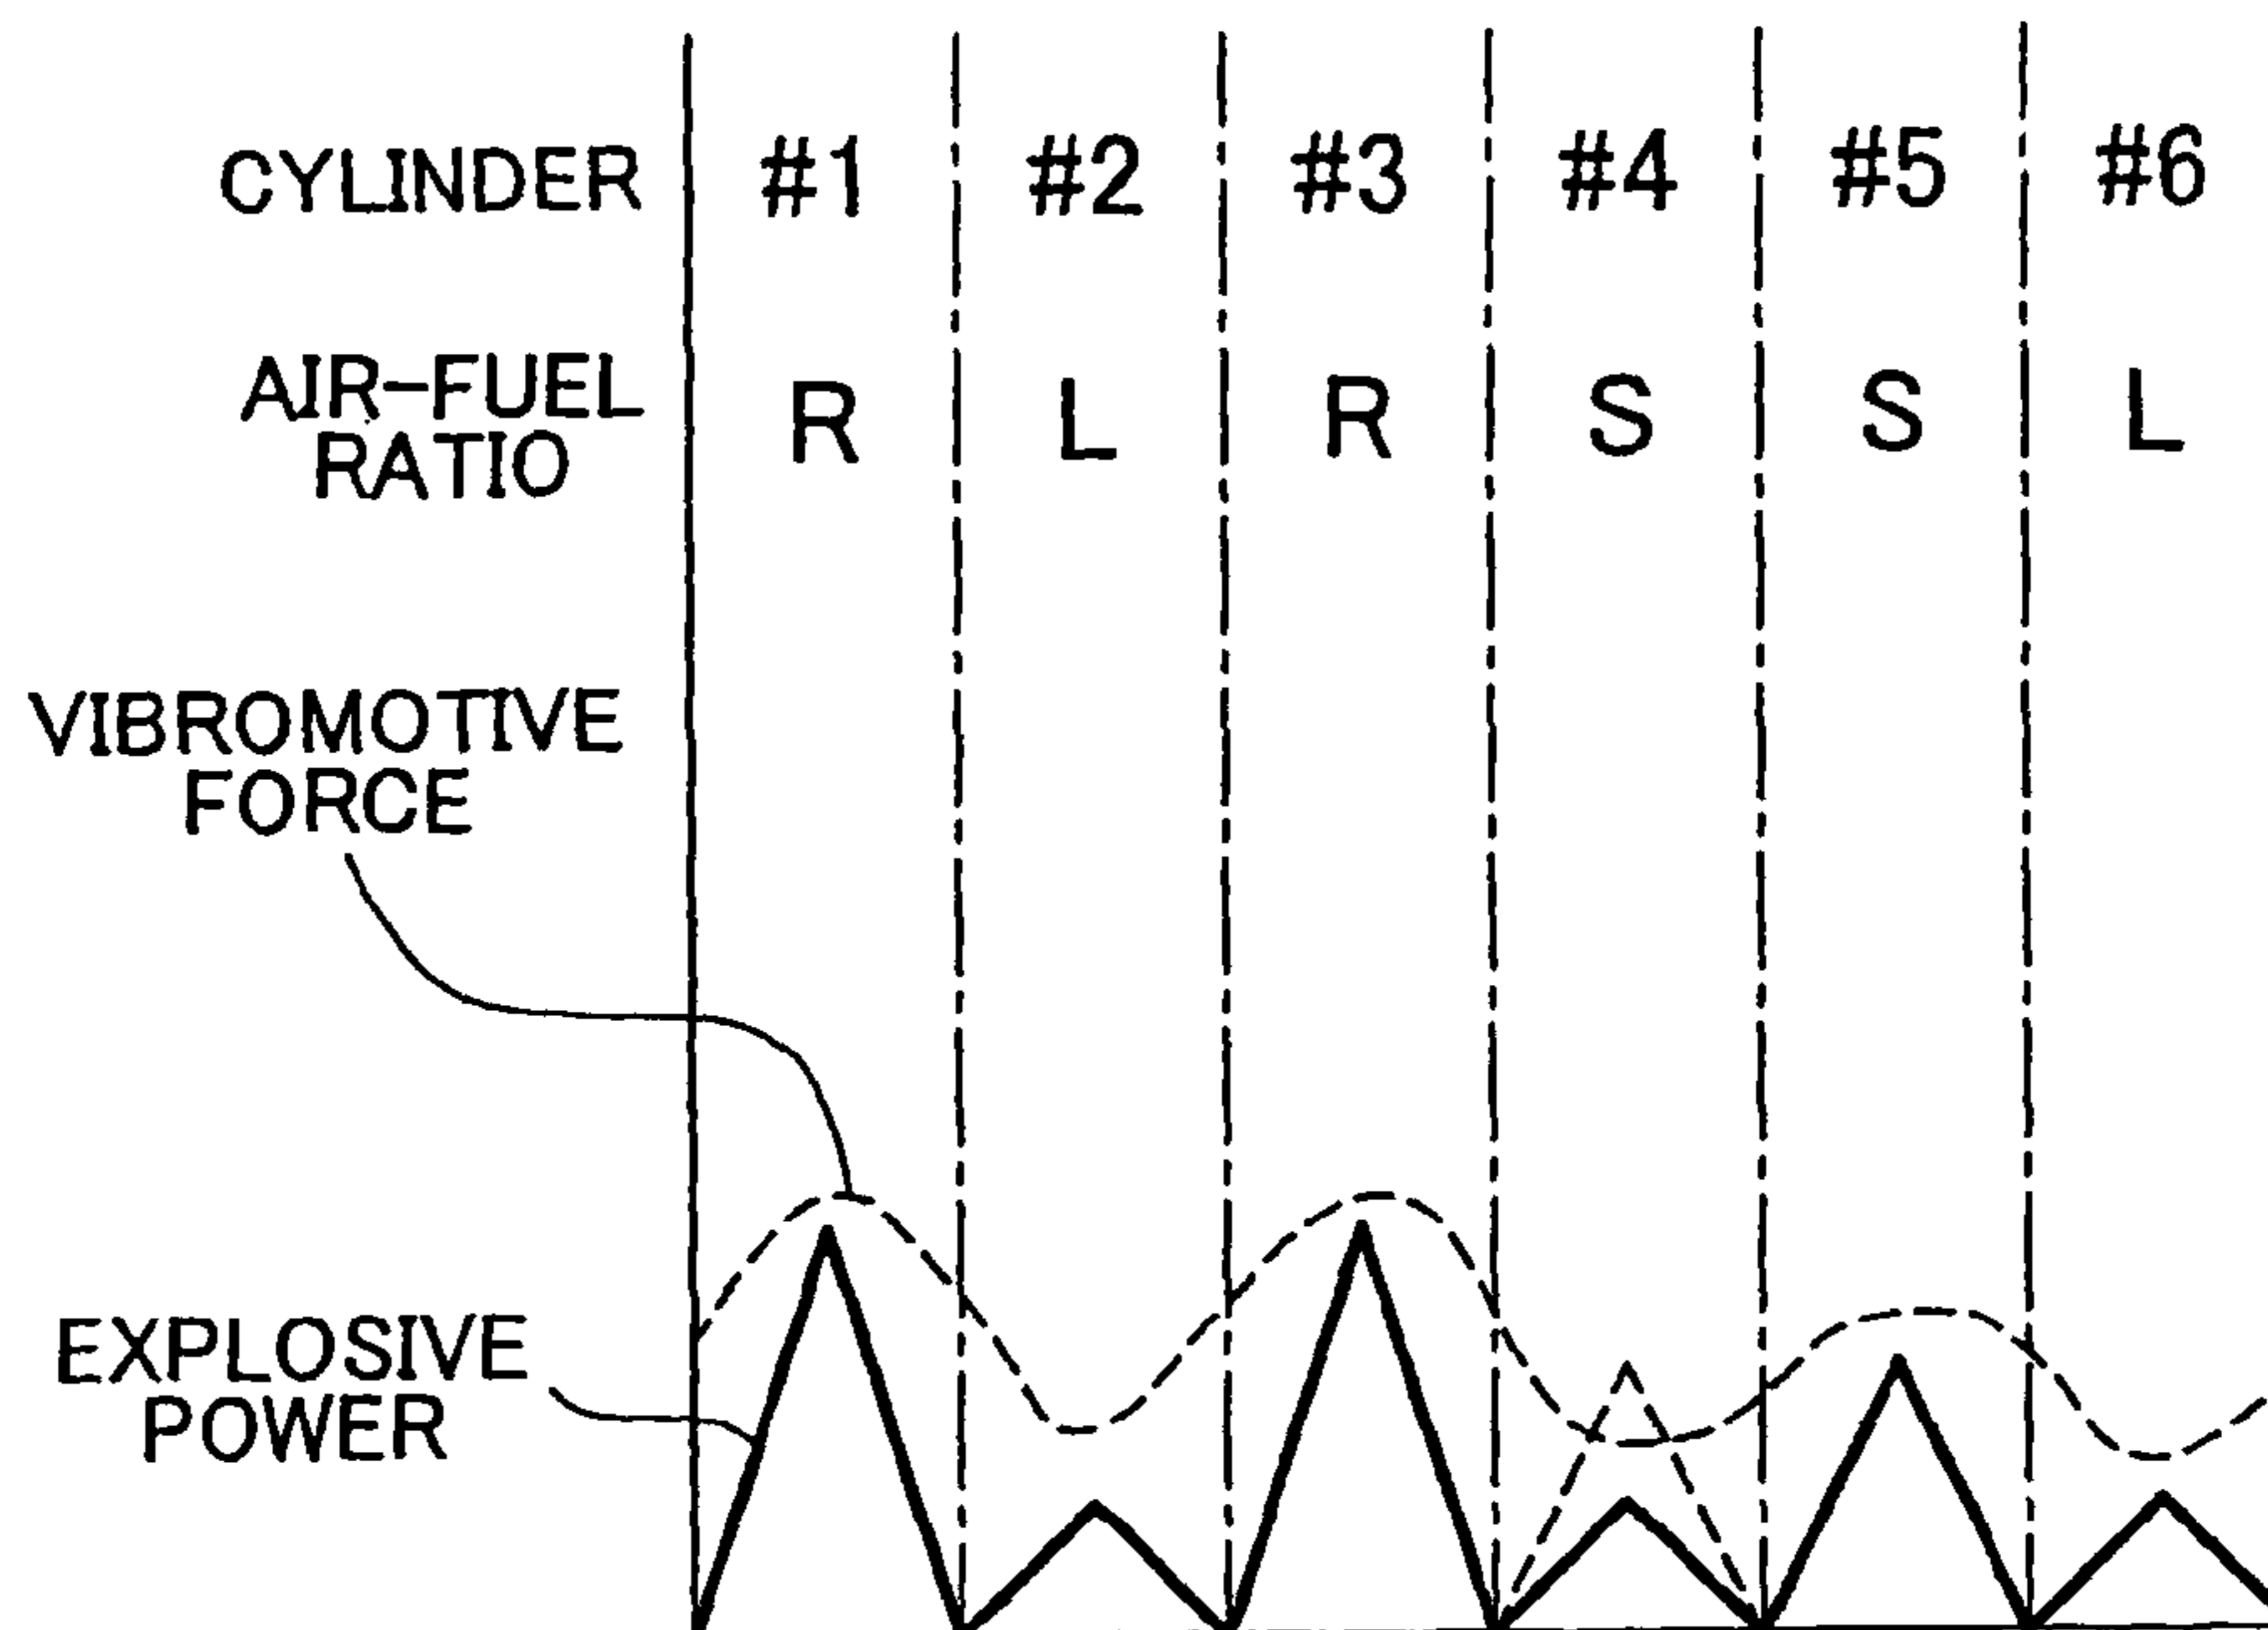 CYLINDER #1 #2 #3 #4 #5 #6
AIR-FUEL
RATIO
R L R S S L
VIBROMOTIVE
FORCE
EXPLOSIVE
POWER